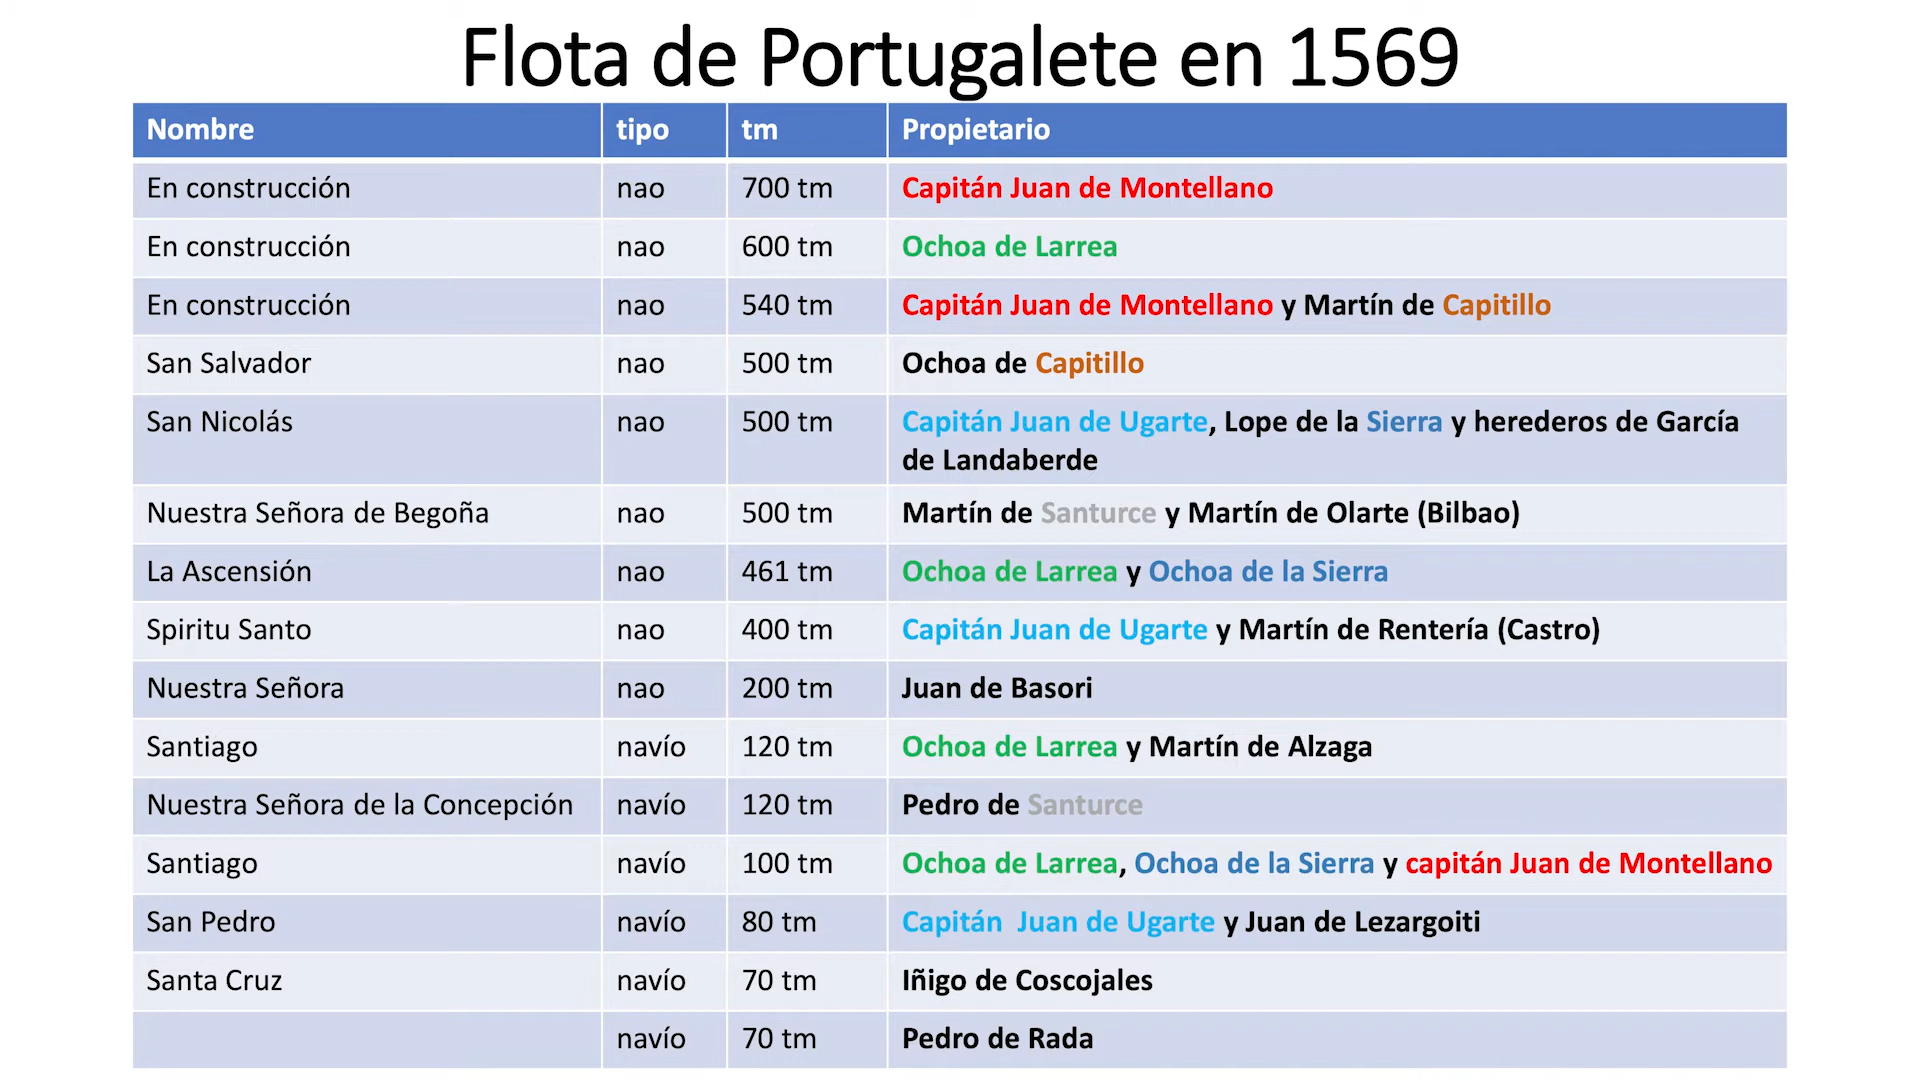 Flota de Portugalete en 1569
Nombre tipo tm Propietario
En construcción nao 700 tm Capitán Juan de Montellano
En construcción nao 600 tm Ochoa de Larrea
En construcción nao 540 tm Capitán Juan de Montellano y Martín de Capitillo
San Salvador nao 500 tm Ochoa de Capitillo
San Nicolás nao 500 tm Capitán Juan de Ugarte, Lope de la Sierra y herederos de García
de Landaberde
Nuestra Señora de Begoña nao 500 tm Martín de Santurce y Martín de Olarte (Bilbao)
La Ascensión nao 461 tm Ochoa de Larrea y Ochoa de la Sierra
Spiritu Santo nao 400 tm Capitán Juan de Ugarte y Martín de Rentería (Castro)
Nuestra Señora nao 200 tm Juan de Basori
Santiago navío 120 tm Ochoa de Larrea y Martín de Alzaga
Nuestra Señora de la Concepción navío 120 tm Pedro de Santurce
Santiago navío 100 tm Ochoa de Larrea, Ochoa de la Sierra y capitán Juan de Montellano
San Pedro navío 80 tm Capitán  Juan de Ugarte y Juan de Lezargoiti
Santa Cruz navío 70 tm Iñigo de Coscojales
navío 70 tm Pedro de Rada